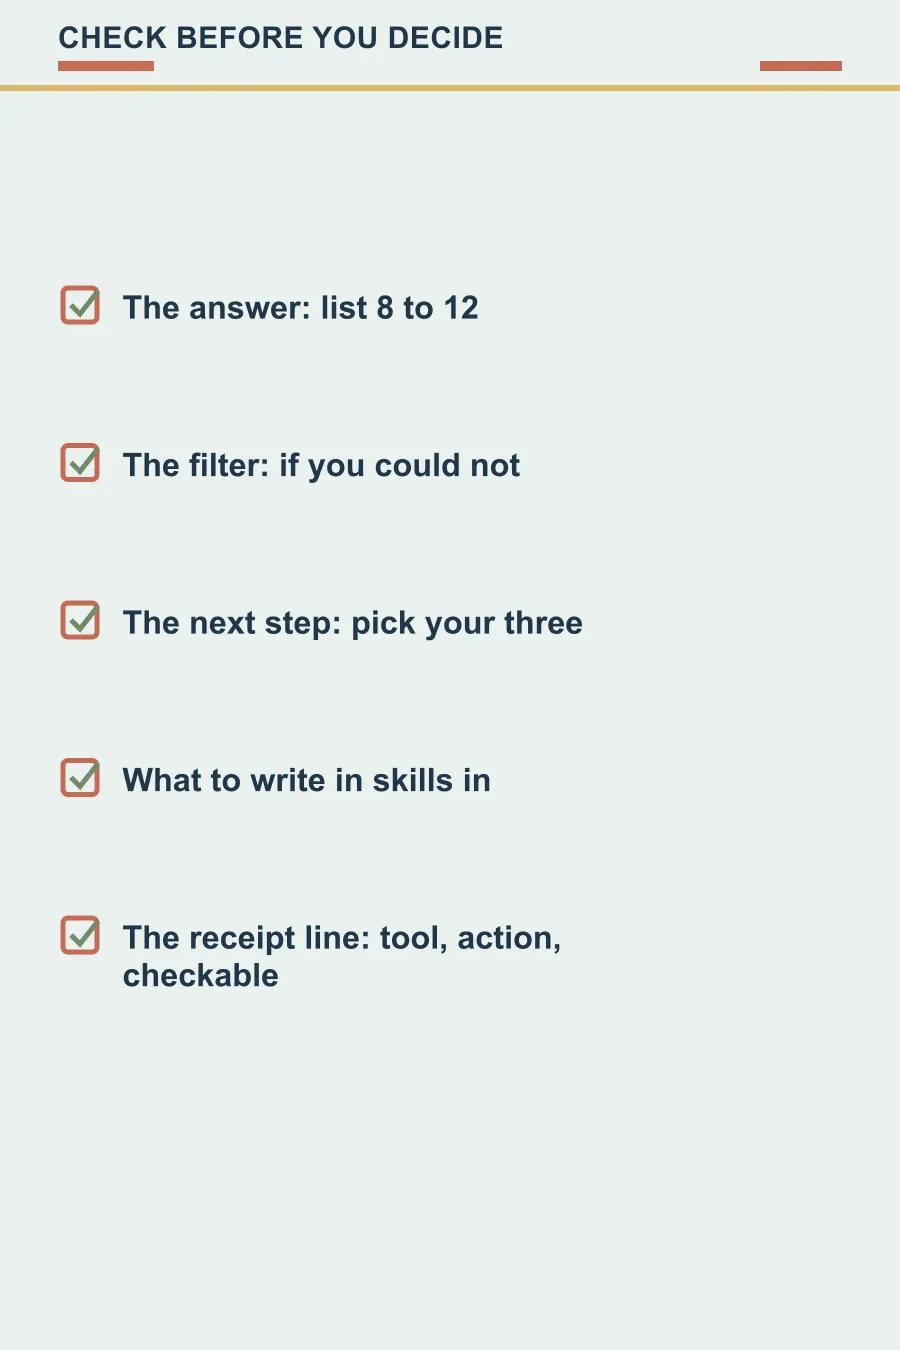 CHECK BEFORE YOU DECIDE
The answer: list 8 to 12
The filter: if you could not
The next step: pick your three
What to write in skills in
The receipt line: tool, action,
checkable